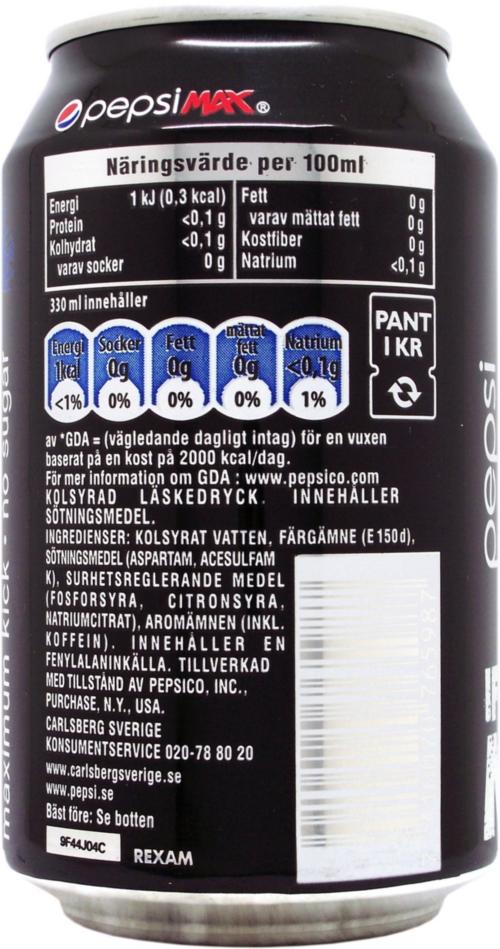 pepsi MAX®
Näringsvärde per 100ml
Energi 1 kJ (0,3 kcal)
Protein <0,1 g
Kolhydrat <0,1 g
varav socker 0 g
Fett 0 g
varav mättat fett 0 g
Kostfiber 0 g
Natrium <0,1 g
330 ml innehåller
Energi 1kcal <1%
Socker 0g 0%
Fett 0g 0%
mättat fett 0g 0%
Natrium <0,1g 1%
PANT
1 KR
av *GDA = (vägledande dagligt intag) för en vuxen
baserat på en kost på 2000 kcal/dag.
För mer information om GDA : www.pepsico.com
KOLSYRAD LÄSKEDRYCK. INNEHÅLLER
SÖTNINGSMEDEL.
INGREDIENSER: KOLSYRAT VATTEN, FÄRGÄMNE (E150d),
SÖTNINGSMEDEL (ASPARTAM, ACESULFAM
K), SURHETSREGLERANDE MEDEL
(FOSFORSYRA, CITRONSYRA,
NATRIUMCITRAT), AROMÄMNEN (INKL.
KOFFEIN). INNEHÅLLER EN
FENYLALANINKÄLLA. TILLVERKAD
MED TILLSTÅND AV PEPSICO, INC.,
PURCHASE, N.Y., USA.
CARLSBERG SVERIGE
KONSUMENTSERVICE 020-78 80 20
www.carlsbergsverige.se
www.pepsi.se
Bäst före: Se botten
9F44J04C
REXAM
maximum kick · no sugar
pepsi